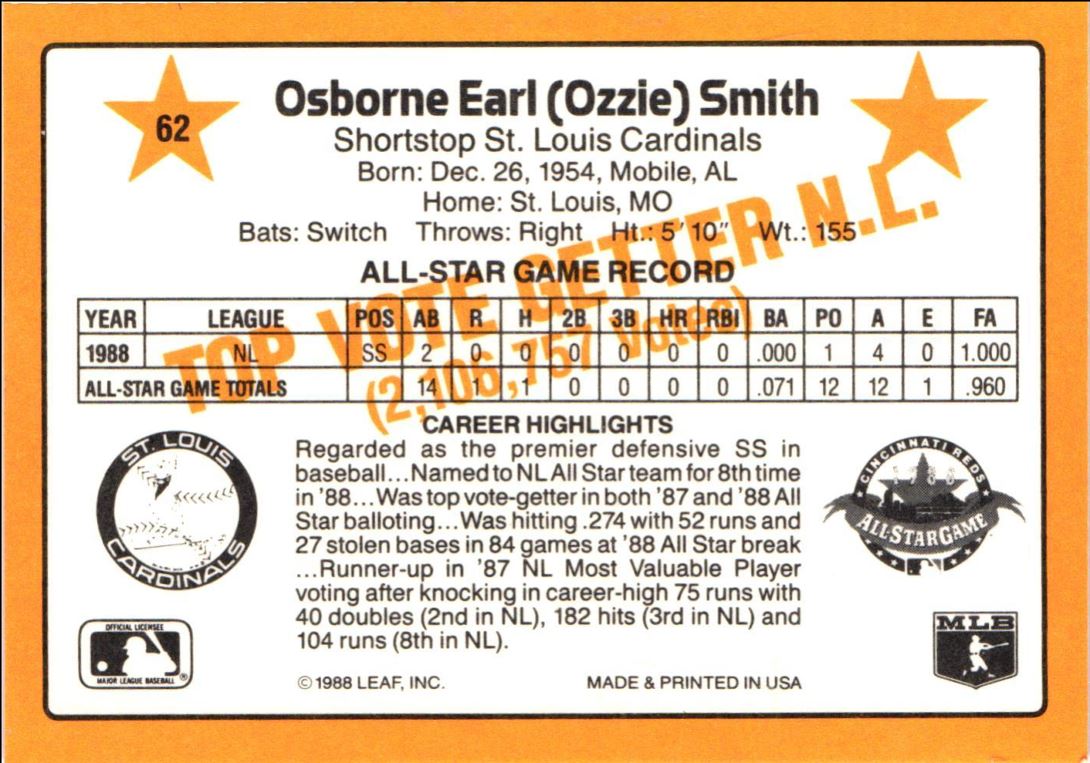 62
Osborne Earl (Ozzie) Smith
Shortstop St. Louis Cardinals
Born: Dec. 26, 1954, Mobile, AL
Home: St. Louis, MO
Bats: Switch Throws: Right Ht.: 5' 10" Wt.: 155
TOP VOTE GETTER N.L.
(2,106,757 Votes)
ALL-STAR GAME RECORD
YEAR LEAGUE POS AB R H 2B 3B HR RBI BA PO A E FA
1988 NL SS 2 0 0 0 0 0 0 .000 1 4 0 1.000
ALL-STAR GAME TOTALS 14 1 1 0 0 0 0 .071 12 12 1 .960
CAREER HIGHLIGHTS
Regarded as the premier defensive SS in
baseball...Named to NL All Star team for 8th time
in '88...Was top vote-getter in both '87 and '88 All
Star balloting...Was hitting .274 with 52 runs and
27 stolen bases in 84 games at '88 All Star break
...Runner-up in '87 NL Most Valuable Player
voting after knocking in career-high 75 runs with
40 doubles (2nd in NL), 182 hits (3rd in NL) and
104 runs (8th in NL).
© 1988 LEAF, INC. MADE & PRINTED IN USA
ST. LOUIS
CARDINALS
OFFICIAL LICENSEE
MAJOR LEAGUE BASEBALL ®
CINCINNATI REDS
1988
ALL-STAR GAME
MLB